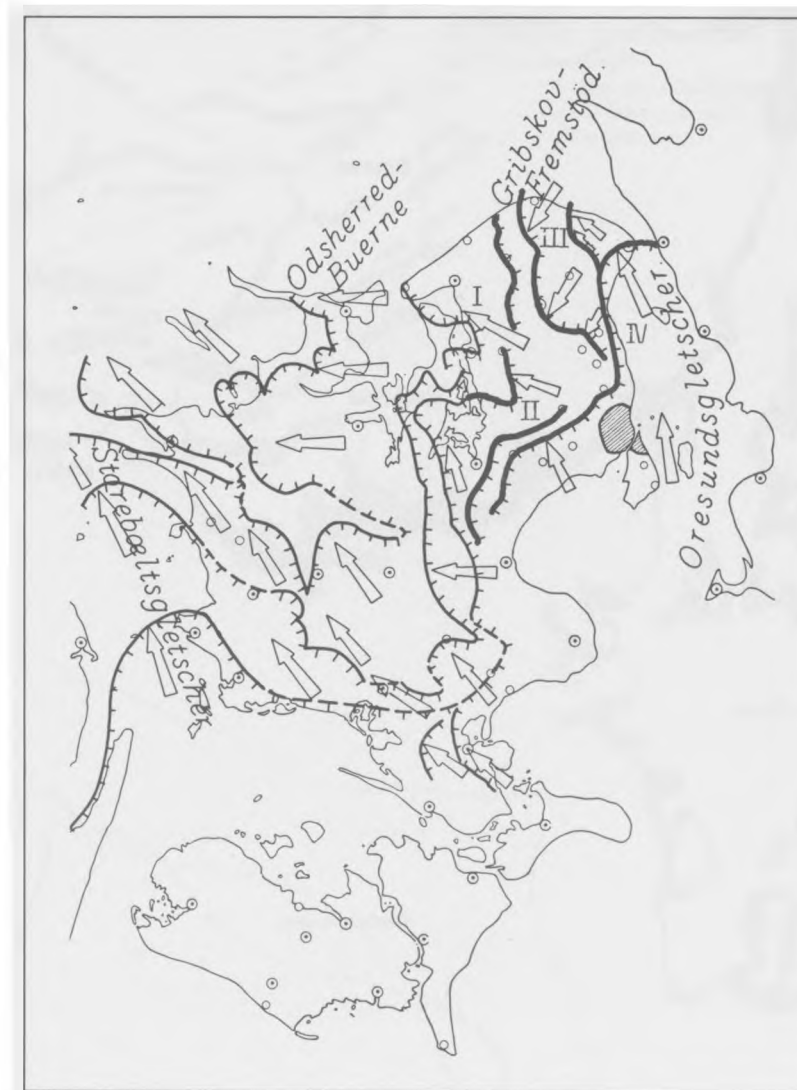 Odsherred-
Buerne
Gribskov-
Fremstød.
I
II
III
IV
Storebæltsgletscher
Øresundsgletscher